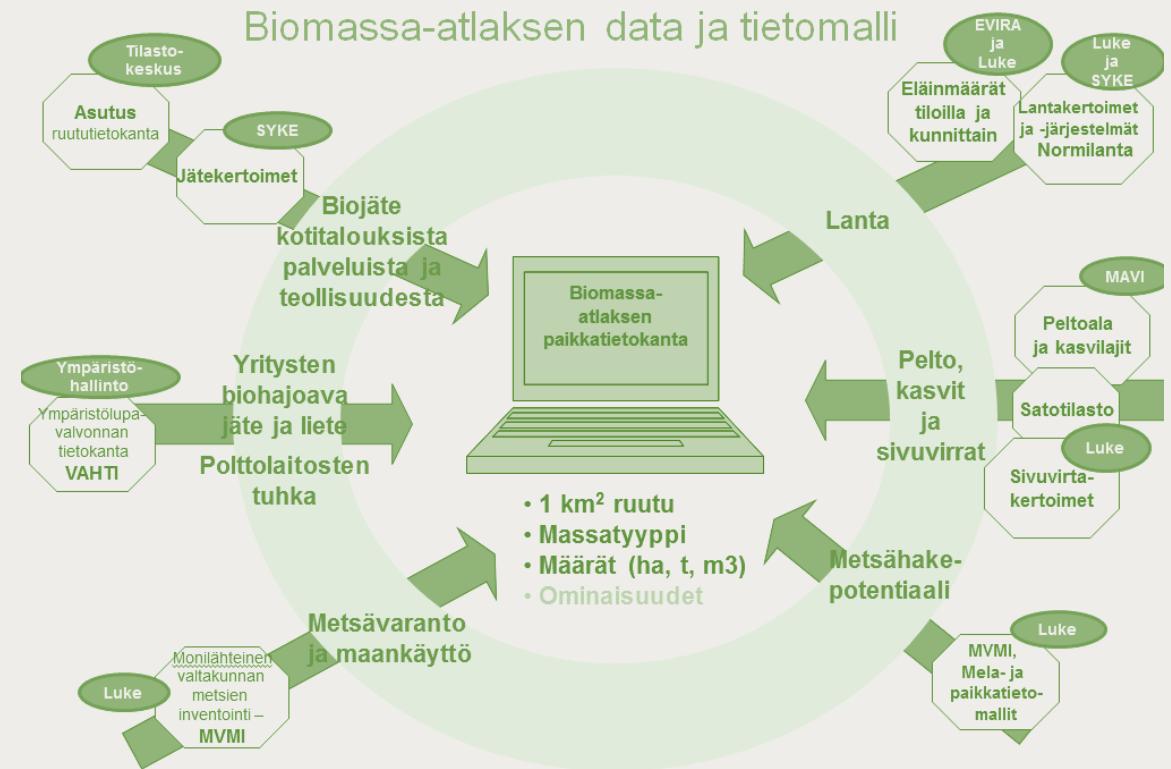 Biomassa-atlaksen data ja tietomalli
Tilasto-
keskus
Asutus
ruututietokanta
SYKE
Jätekertoimet
Biojäte
kotitalouksista
palveluista ja
teollisuudesta
EVIRA
ja
Luke
Eläinmäärät
tiloilla ja
kunnittain
Luke
ja
SYKE
Lantakertoimet
ja -järjestelmät
Normilanta
Lanta
Biomassa-
atlaksen
paikkatietokanta
MAVI
Peltoala
ja kasvilajit
Satotilasto
Luke
Sivuvirta-
kertoimet
Pelto,
kasvit
ja
sivuvirrat
Ympäristö-
hallinto
Ympäristölupa-
valvonnan
tietokanta
VAHTI
Yritysten
biohajoava
jäte ja liete
Polttolaitosten
tuhka
• 1 km² ruutu
• Massatyyppi
• Määrät (ha, t, m3)
• Ominaisuudet
Metsähake-
potentiaali
Luke
MVMI,
Mela- ja
paikkatieto-
mallit
Metsävaranto
ja maankäyttö
Luke
Monilähteinen
valtakunnan
metsien
inventointi –
MVMI